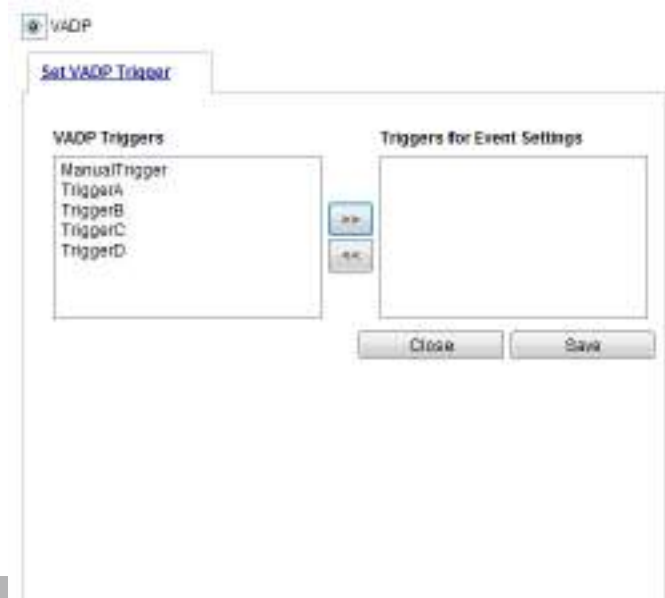 VADP
Set VADP Trigger
VADP Triggers
Triggers for Event Settings
ManualTrigger
TriggerA
TriggerB
TriggerC
TriggerD
>>
<<
Close
Save